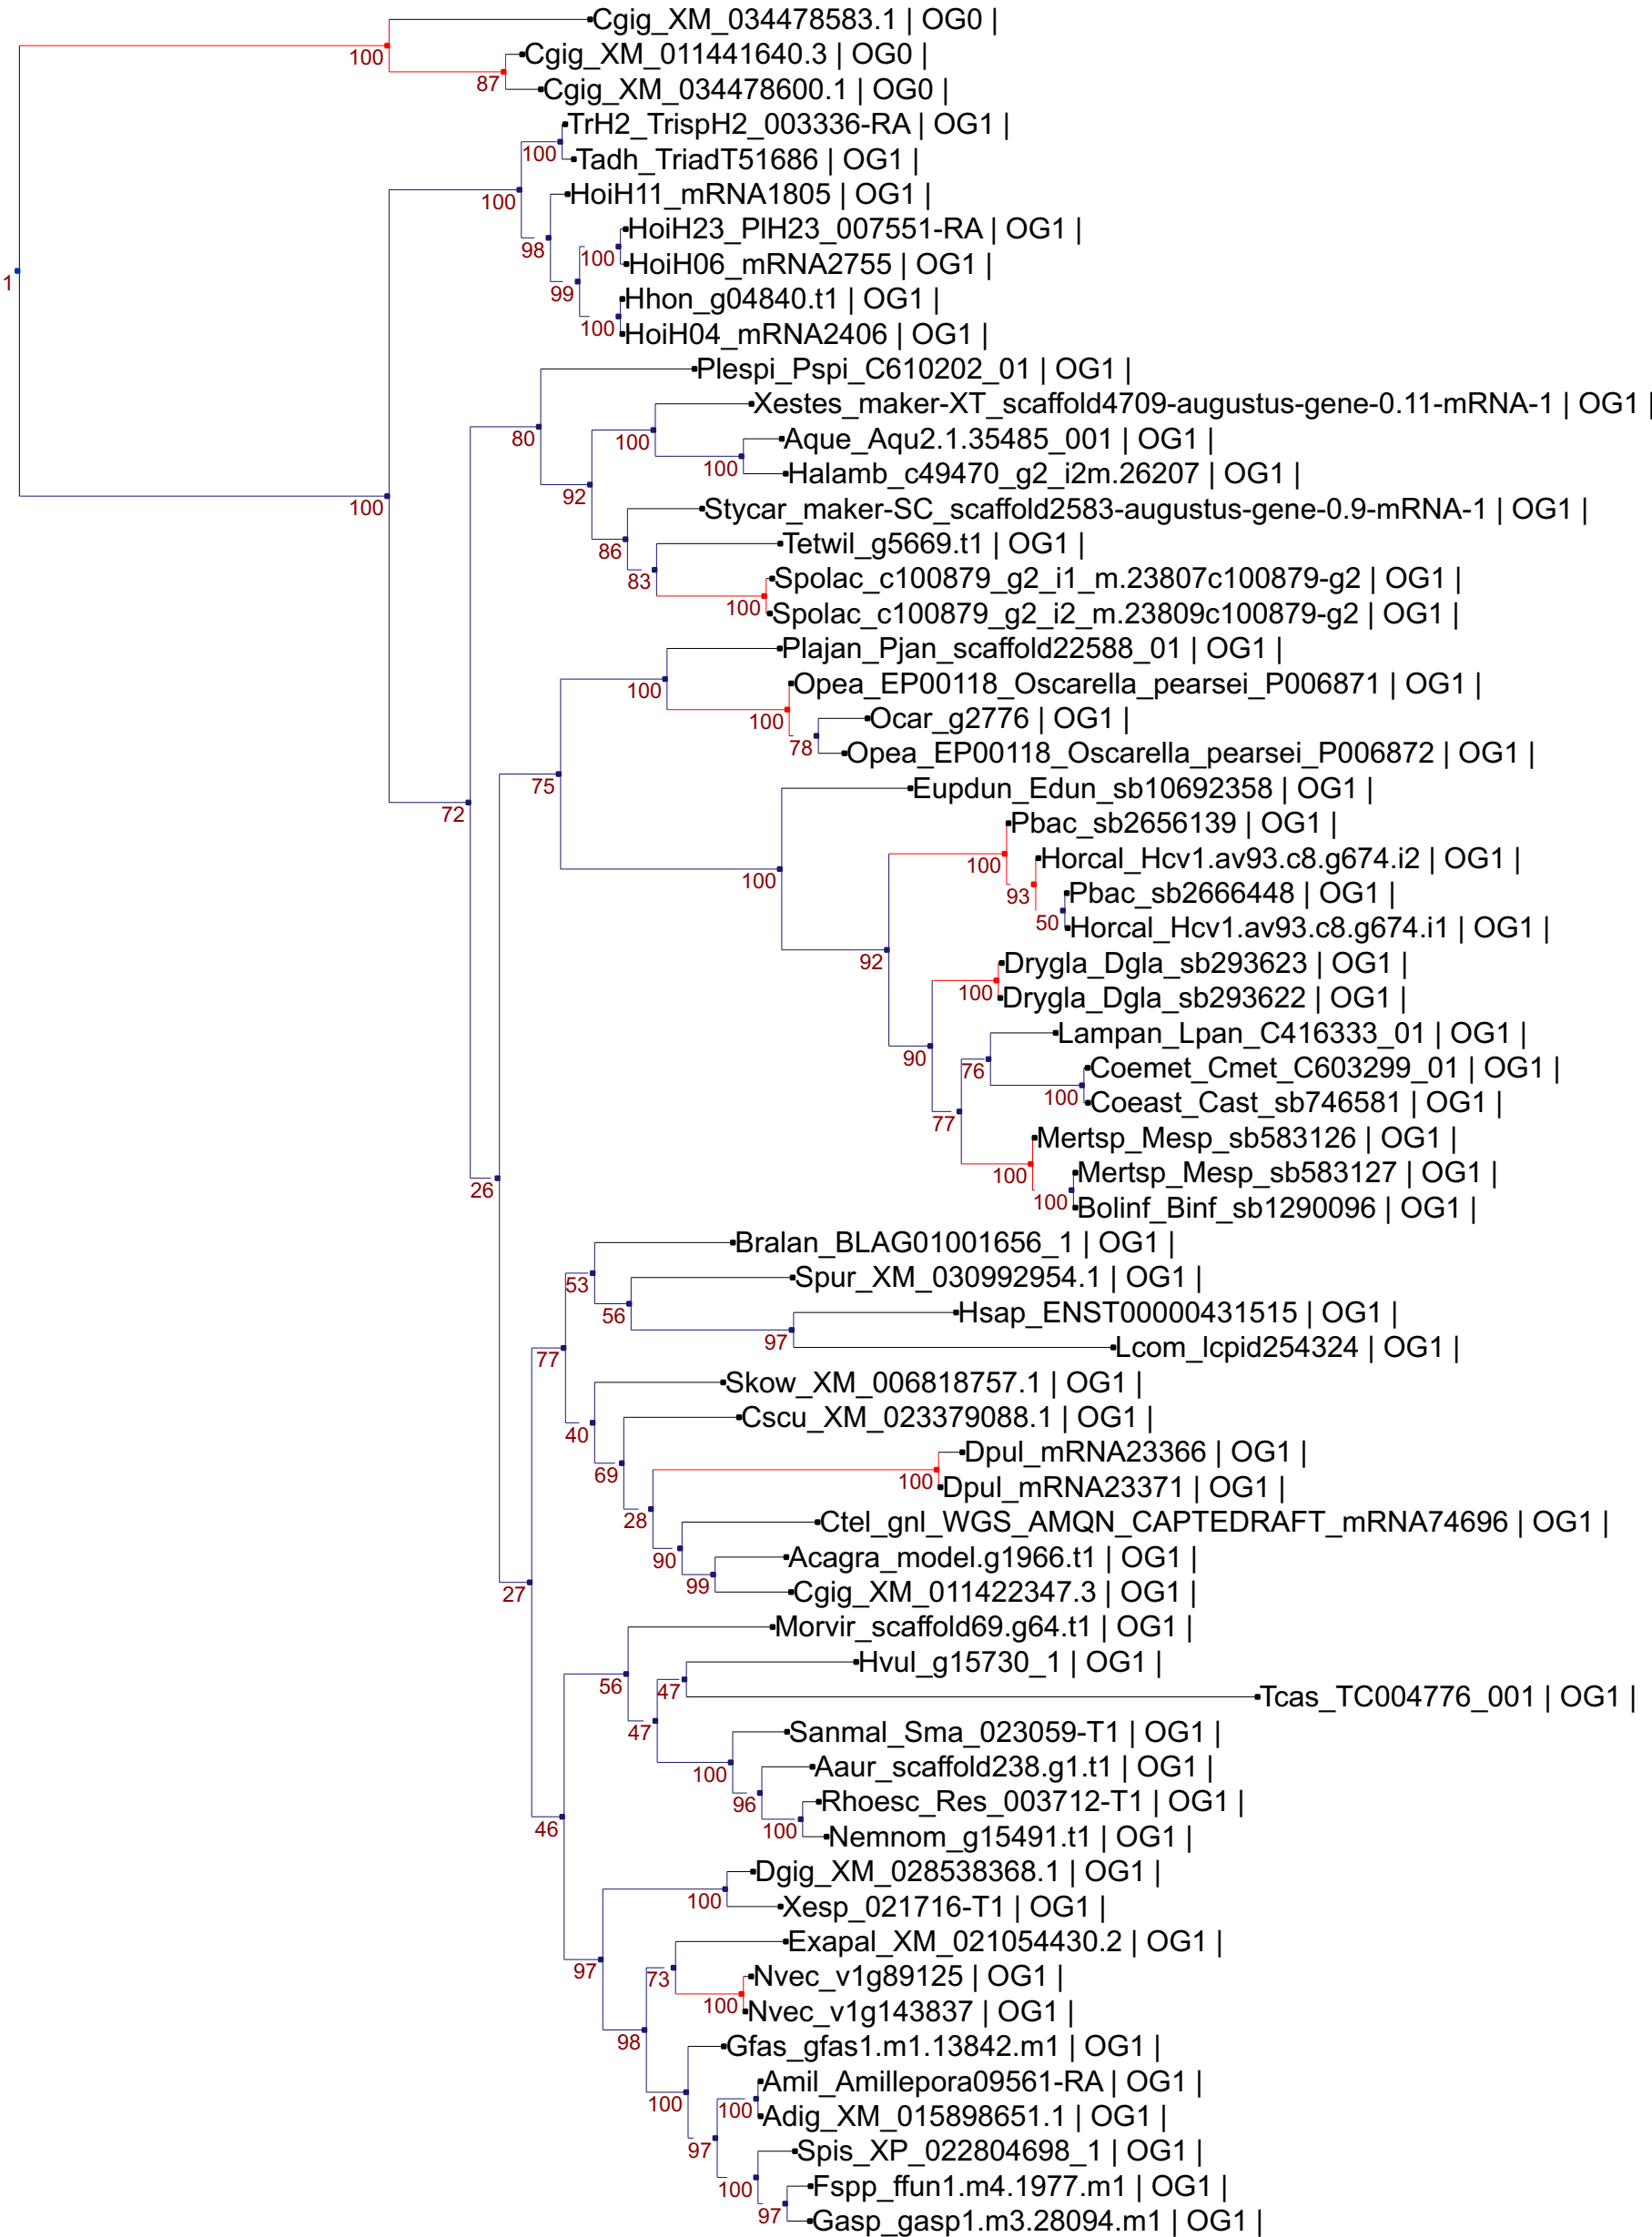 Cgig_XM_034478583.1 | OG0 |
Cgig_XM_011441640.3 | OG0 |
100
87
Cgig_XM_034478600.1 | OG0 |
TrH2_TrispH2_003336-RA | OG1 |
100
Tadh_TriadT51686 | OG1 |
100
HoiH11_mRNA1805 | OG1 |
HoiH23_PlH23_007551-RA | OG1 |
98
100
HoiH06_mRNA2755 | OG1 |
1
99
Hhon_g04840.t1 | OG1 |
100
HoiH04_mRNA2406 | OG1 |
Plespi_Pspi_C610202_01 | OG1 |
Xestes_maker-XT_scaffold4709-augustus-gene-0.11-mRNA-1 | OG1 |
80
100
Aque_Aqu2.1.35485_001 | OG1 |
100
Halamb_c49470_g2_i2m.26207 | OG1 |
92
100
Stycar_maker-SC_scaffold2583-augustus-gene-0.9-mRNA-1 | OG1 |
86
Tetwil_g5669.t1 | OG1 |
83
Spolac_c100879_g2_i1_m.23807c100879-g2 | OG1 |
100
Spolac_c100879_g2_i2_m.23809c100879-g2 | OG1 |
Plajan_Pjan_scaffold22588_01 | OG1 |
100
Opea_EP00118_Oscarella_pearsei_P006871 | OG1 |
100
Ocar_g2776 | OG1 |
78
Opea_EP00118_Oscarella_pearsei_P006872 | OG1 |
75
Eupdun_Edun_sb10692358 | OG1 |
72
Pbac_sb2656139 | OG1 |
100
Horcal_Hcv1.av93.c8.g674.i2 | OG1 |
100
93
Pbac_sb2666448 | OG1 |
50
Horcal_Hcv1.av93.c8.g674.i1 | OG1 |
92
Drygla_Dgla_sb293623 | OG1 |
100
Drygla_Dgla_sb293622 | OG1 |
Lampan_Lpan_C416333_01 | OG1 |
90
76
Coemet_Cmet_C603299_01 | OG1 |
100
Coeast_Cast_sb746581 | OG1 |
77
Mertsp_Mesp_sb583126 | OG1 |
100
Mertsp_Mesp_sb583127 | OG1 |
26
100
Bolinf_Binf_sb1290096 | OG1 |
Bralan_BLAG01001656_1 | OG1 |
53
Spur_XM_030992954.1 | OG1 |
56
Hsap_ENST00000431515 | OG1 |
97
Lcom_lcpid254324 | OG1 |
77
Skow_XM_006818757.1 | OG1 |
Cscu_XM_023379088.1 | OG1 |
40
Dpul_mRNA23366 | OG1 |
69
100
Dpul_mRNA23371 | OG1 |
28
Ctel_gnl_WGS_AMQN_CAPTEDRAFT_mRNA74696 | OG1 |
90
Acagra_model.g1966.t1 | OG1 |
99
27
Cgig_XM_011422347.3 | OG1 |
Morvir_scaffold69.g64.t1 | OG1 |
Hvul_g15730_1 | OG1 |
56
47
Tcas_TC004776_001 | OG1 |
47
Sanmal_Sma_023059-T1 | OG1 |
100
Aaur_scaffold238.g1.t1 | OG1 |
96
Rhoesc_Res_003712-T1 | OG1 |
46
100
Nemnom_g15491.t1 | OG1 |
Dgig_XM_028538368.1 | OG1 |
100
Xesp_021716-T1 | OG1 |
Exapal_XM_021054430.2 | OG1 |
97
73
Nvec_v1g89125 | OG1 |
100
Nvec_v1g143837 | OG1 |
98
Gfas_gfas1.m1.13842.m1 | OG1 |
Amil_Amillepora09561-RA | OG1 |
100
100
Adig_XM_015898651.1 | OG1 |
97
Spis_XP_022804698_1 | OG1 |
100
Fspp_ffun1.m4.1977.m1 | OG1 |
97
Gasp_gasp1.m3.28094.m1 | OG1 |